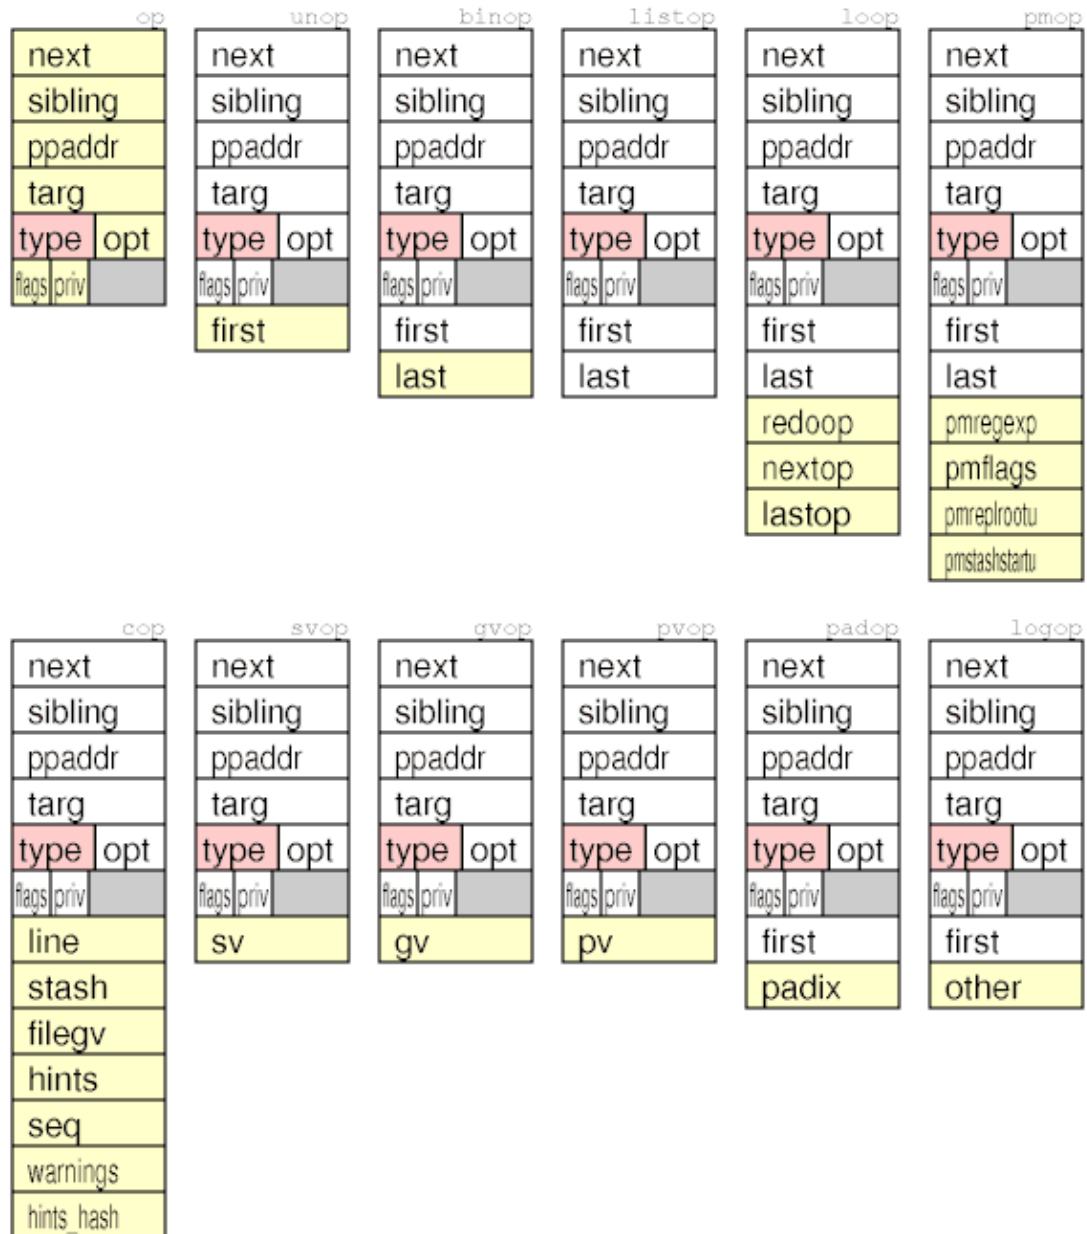 op unop binop listop loop pmop
next next next next next next
sibling sibling sibling sibling sibling sibling
ppaddr ppaddr ppaddr ppaddr ppaddr ppaddr
targ targ targ targ targ targ
type opt type opt type opt type opt type opt type opt
flags priv flags priv flags priv flags priv flags priv flags priv
first first first first first
last last last last
redoop pmregexp
nextop pmflags
lastop pmreplrootu
pmstashstartu
cop svop gvop pvop padop logop
next next next next next next
sibling sibling sibling sibling sibling sibling
ppaddr ppaddr ppaddr ppaddr ppaddr ppaddr
targ targ targ targ targ targ
type opt type opt type opt type opt type opt type opt
flags priv flags priv flags priv flags priv flags priv flags priv
line sv gv pv first first
stash padix other
filegv
hints
seq
warnings
hints_hash